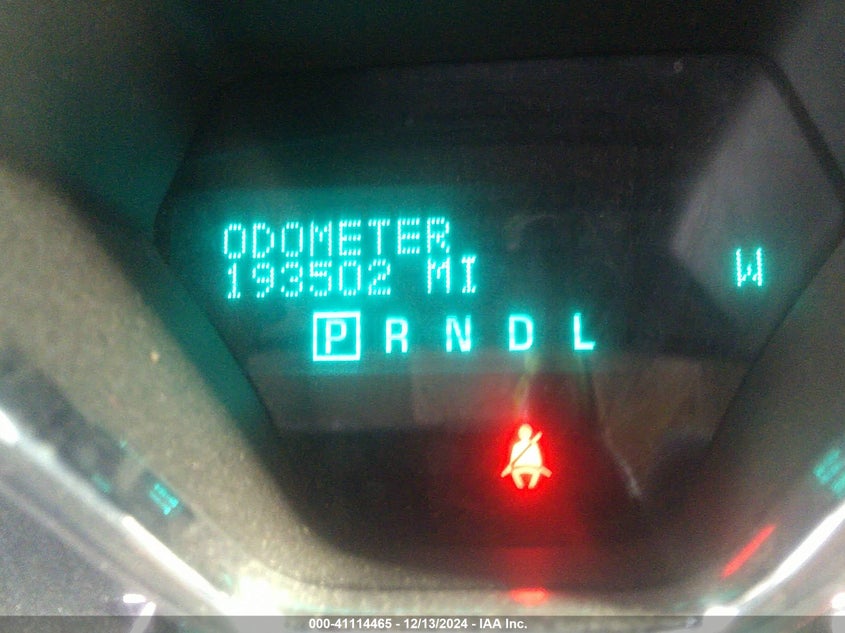 ODOMETER
193502 MI
W
P R N D L
000-41114465 - 12/13/2024 - IAA Inc.